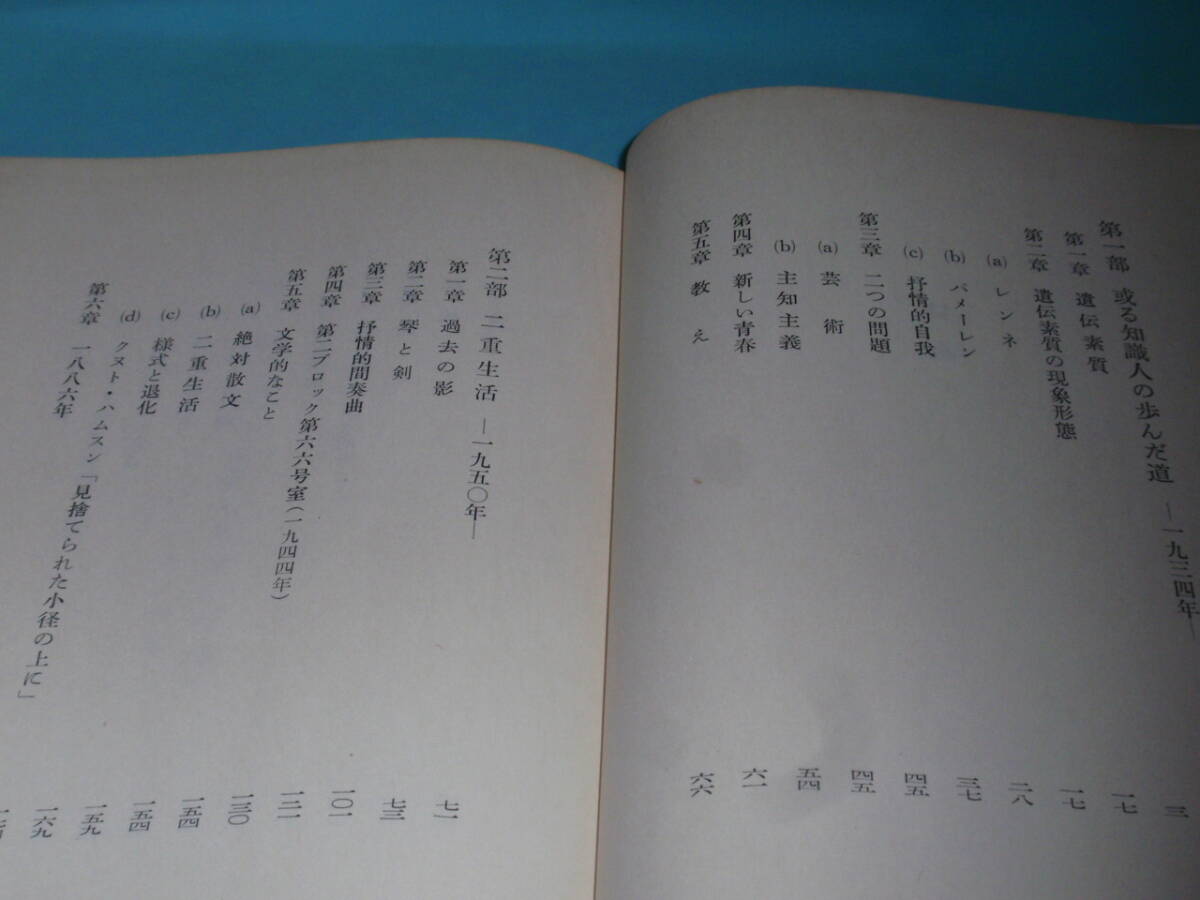 第一部 或る知識人の歩んだ道 ―一九三四年―
第一章 遺伝素質 三
第二章 遺伝素質の現象形態 一七
(a) レンネ 一七
(b) パメーレン 二八
(c) 抒情的自我 三七
第三章 二つの問題 四五
(a) 芸術 四五
(b) 主知主義 五四
第四章 新しい青春 六一
第五章 教え 六六
第二部 二重生活 ―一九五〇年―
第一章 過去の影 七一
第二章 琴と剣 七三
第三章 抒情的間奏曲 一〇一
第四章 第二ブロック第六六号室(一九四四年) 一二一
第五章 文学的なこと 一三〇
(a) 絶対散文 一五四
(b) 二重生活 一五四
(c) 様式と退化 一五九
(d) クヌト・ハムスン「見捨てられた小径の上に」 一六九
第六章 一八八六年